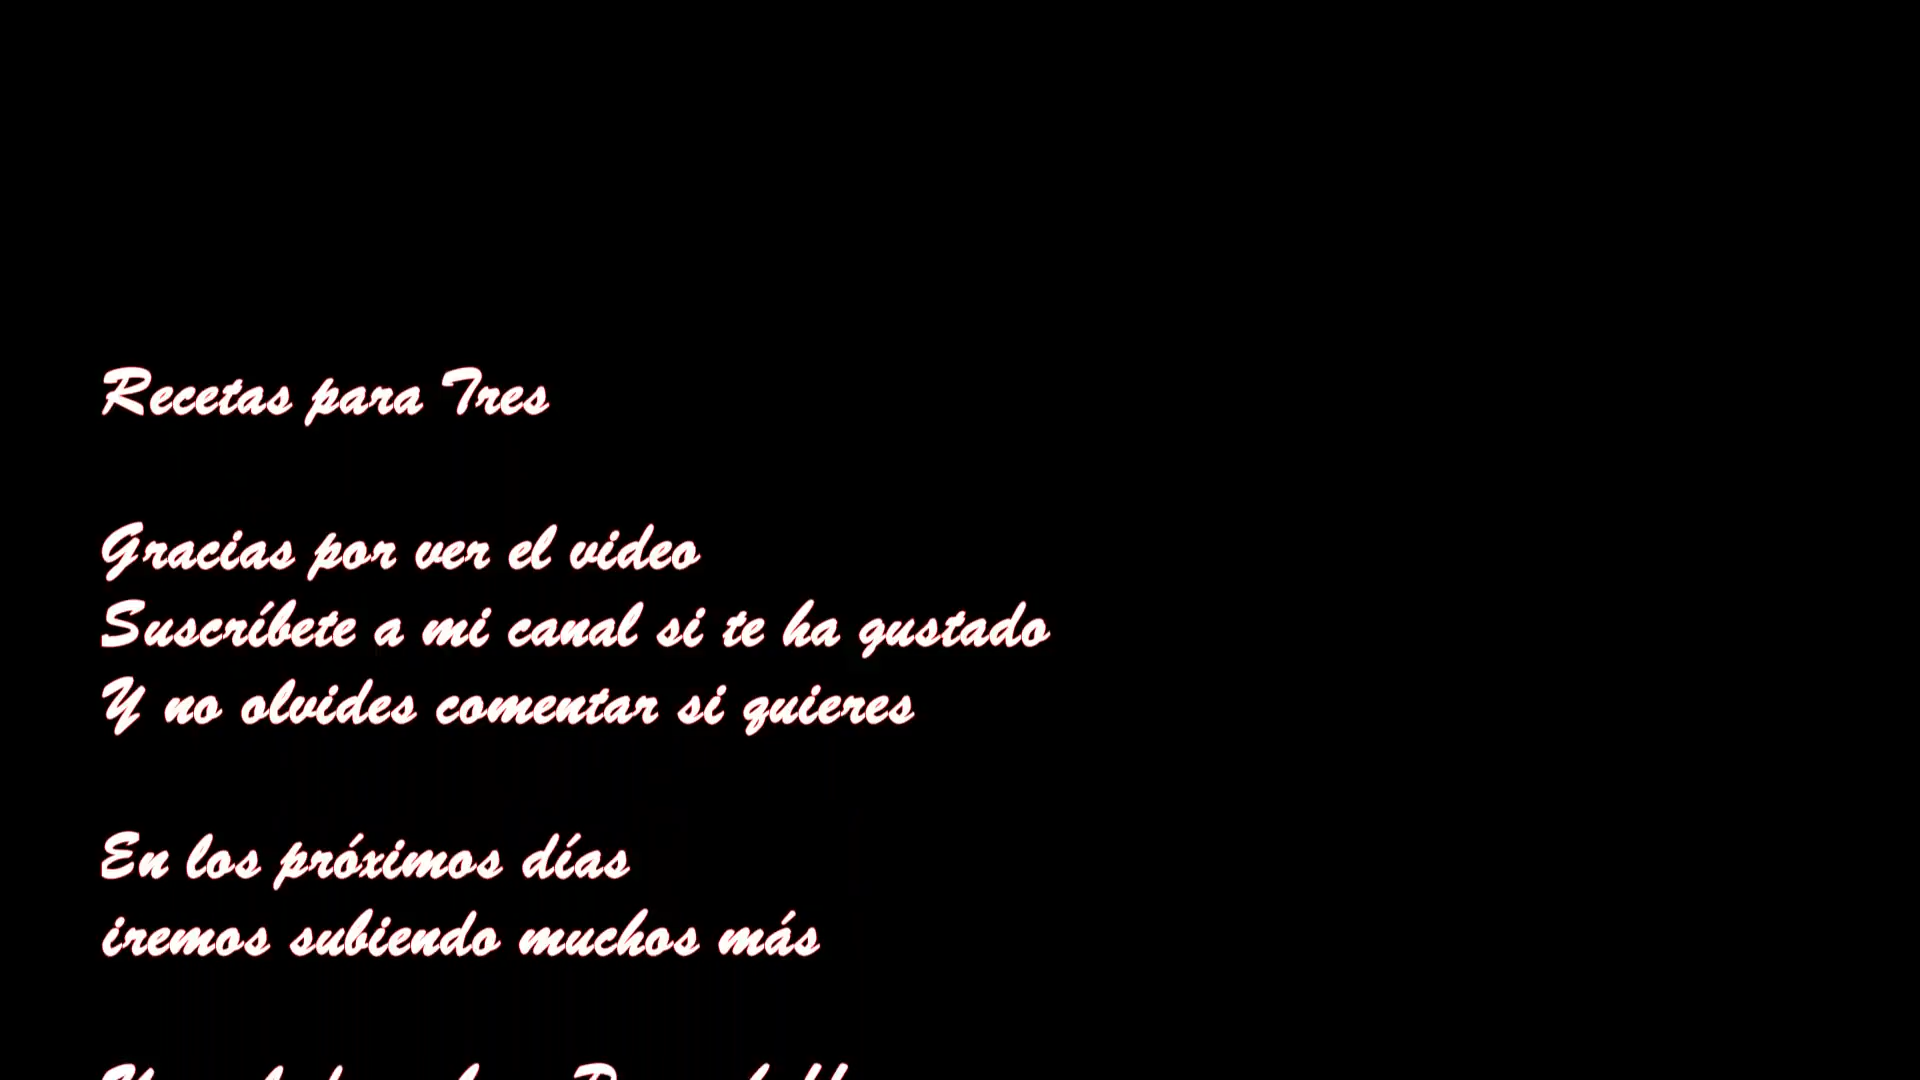 Recetas para Tres
Gracias por ver el video
Suscríbete a mi canal si te ha gustado
Y no olvides comentar si quieres
En los próximos días
iremos subiendo muchos más